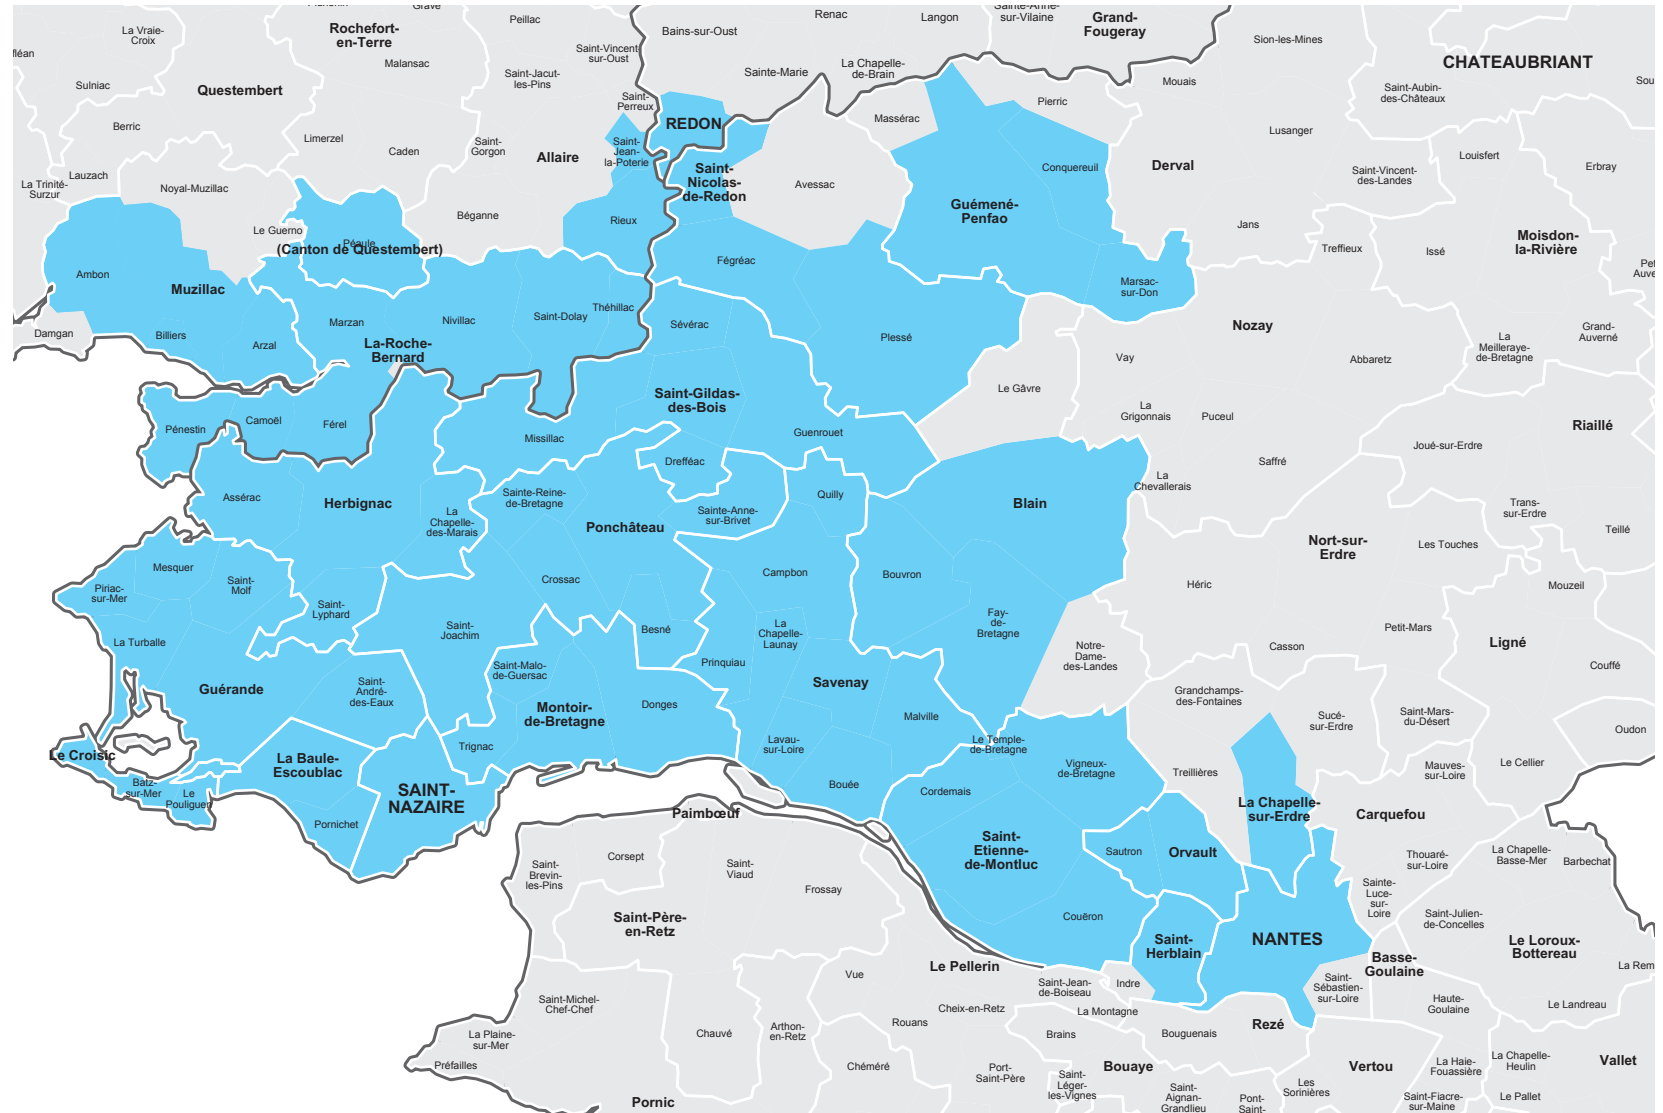 La Vraie-
Croix
Rochefort-
en-Terre
Peillac
Renac
Langon
Sainte-Anne-
sur-Vilaine
Grand-
Fougeray
Bains-sur-Oust
Malansac
Saint-Vincent-
sur-Oust
Sion-les-Mines
CHATEAUBRIANT
Sulniac
Questembert
Saint-Jacut-
les-Pins
Sainte-Marie
La Chapelle-
de-Brain
Mouais
Saint-Aubin-
des-Châteaux
Saint-
Perreux
Pierric
Massérac
Berric
Limerzel
Caden
Saint-
Gorgon
Allaire
REDON
Saint-
Jean-
la-Poterie
Lusanger
Derval
Conquereuil
Louisfert
Erbray
Saint-Vincent-
des-Landes
La Trinité-
Surzur
Lauzach
Noyal-Muzillac
Saint-
Nicolas-
de-Redon
Avessac
Guémené-
Penfao
Béganne
Rieux
Jans
Le Guerno
Péaule
(Canton de Questembert)
Treffieux
Issé
Moisdon-
la-Rivière
Ambon
Muzillac
Fégréac
Marsac-
sur-Don
Damgan
Billiers
Arzal
Marzan
Nivillac
Saint-Dolay
Théhillac
Sévérac
Plessé
Nozay
La-Roche-
Bernard
Vay
Abbaretz
La
Meilleraye-
de-Bretagne
Grand-
Auverné
Le Gâvre
Saint-Gildas-
des-Bois
La
Grigonnais
Puceul
Riaillé
Pénestin
Camoël
Férel
Missillac
Guenrouet
Joué-sur-Erdre
Saffré
La
Chevallerais
Drefféac
Assérac
Herbignac
Sainte-Reine-
de-Bretagne
Quilly
Blain
Trans-
sur-Erdre
Teillé
La
Chapelle-
des-Marais
Ponchâteau
Sainte-Anne-
sur-Brivet
Nort-sur-
Erdre
Les Touches
Mesquer
Saint-
Molf
Crossac
Campbon
Bouvron
Héric
Mouzeil
Piriac-
sur-Mer
Saint-
Lyphard
Fay-
de-
Bretagne
La Turballe
Saint-
Joachim
Besné
La
Chapelle-
Launay
Petit-Mars
Ligné
Notre-
Dame-
des-Landes
Casson
Couffé
Guérande
Saint-
André-
des-Eaux
Saint-Malo-
de-Guersac
Prinquiau
Savenay
Grandchamps-
des-Fontaines
Montoir-
de-Bretagne
Donges
Malville
Sucé-
sur-Erdre
Saint-Mars-
du-Désert
Oudon
Le Croisic
La Baule-
Escoublac
Trignac
Lavau-
sur-Loire
Le Temple-
de-Bretagne
Vigneux-
de-Bretagne
Treillières
Mauves-
sur-Loire
Le Cellier
Batz-
sur-Mer
Le
Pouliguen
SAINT-
NAZAIRE
Bouée
Cordemais
La Chapelle-
sur-Erdre
Carquefou
Pornichet
Paimbœuf
Saint-
Etienne-
de-Montluc
Sautron
Orvault
Saint-
Brevin-
les-Pins
Corsept
Saint-
Viaud
Frossay
Thouaré-
sur-Loire
La Chapelle-
Basse-Mer
Barbechat
Sainte-
Luce-
sur-
Loire
Saint-Père-
en-Retz
Couëron
Saint-
Herblain
NANTES
Saint-Julien-
de-Concelles
Le Loroux-
Bottereau
Basse-
Goulaine
Vue
Le Pellerin
Saint-Jean-
de-Boiseau
Indre
Saint-
Sébastien-
sur-Loire
La Rem
Saint-Michel-
Chef-Chef
Cheix-en-Retz
La Montagne
Haute-
Goulaine
Le Landreau
La Plaine-
sur-Mer
Chauvé
Arthon-
en-Retz
Rouans
Brains
Bouguenais
Rezé
Préfailles
Chéméré
Port-
Saint-Père
Bouaye
Vertou
La Haie-
Fouassière
La Chapelle-
Heulin
Vallet
Saint-
Léger-
les-Vignes
Saint-
Aignan-
Grandlieu
Les
Sorinières
Pont-
Saint-
Saint-Fiacre-
sur-Maine
Le Pallet
Pornic